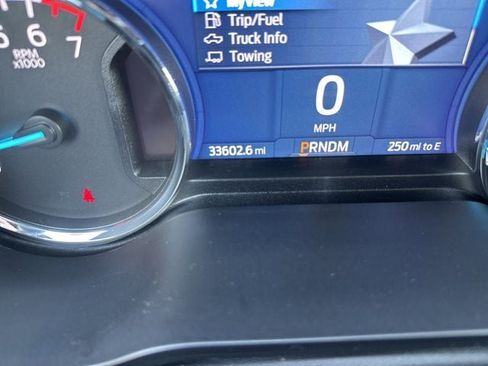 MyView
Trip/Fuel
Truck Info
Towing
6 6 7
RPM
x1000
0
MPH
33602.6 mi PRNDM 250 mi to E